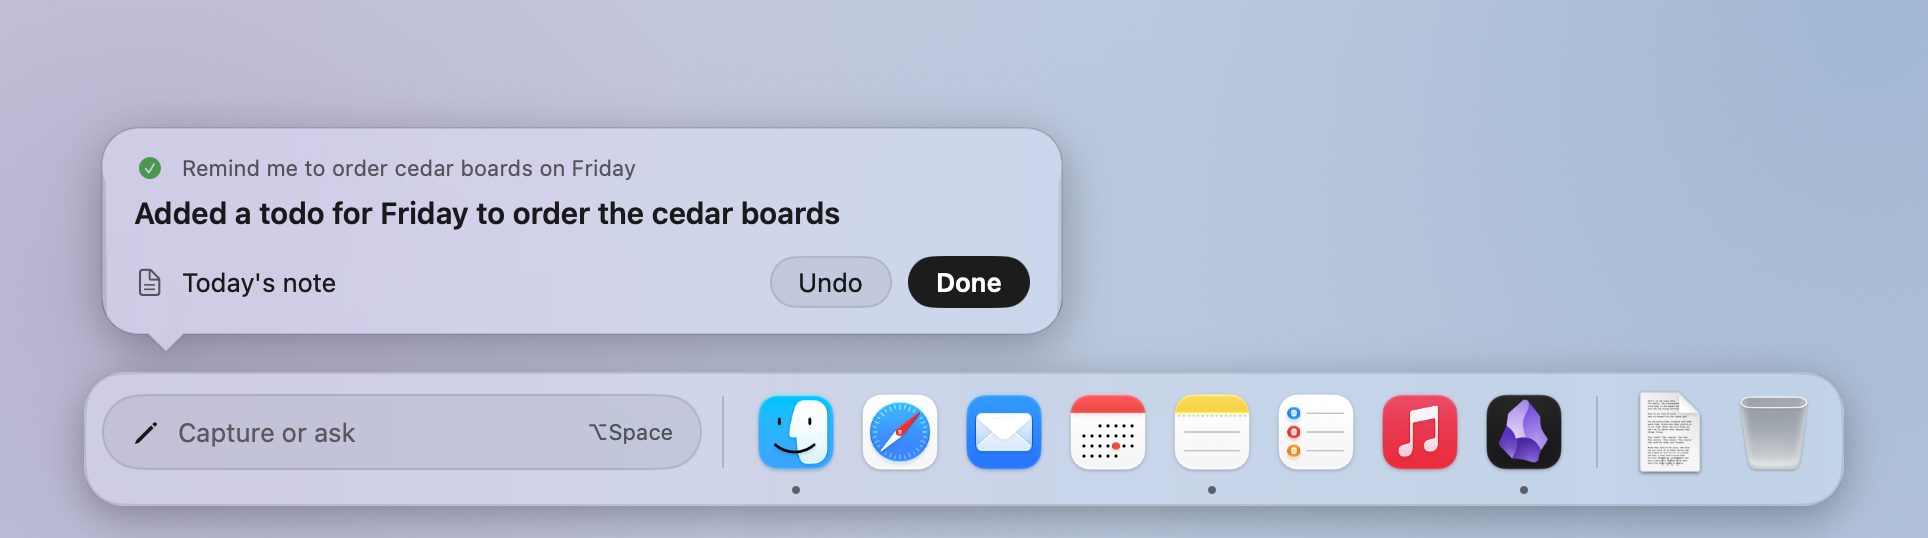 Remind me to order cedar boards on Friday
Added a todo for Friday to order the cedar boards
Today's note
Undo
Done
Capture or ask
⌥Space